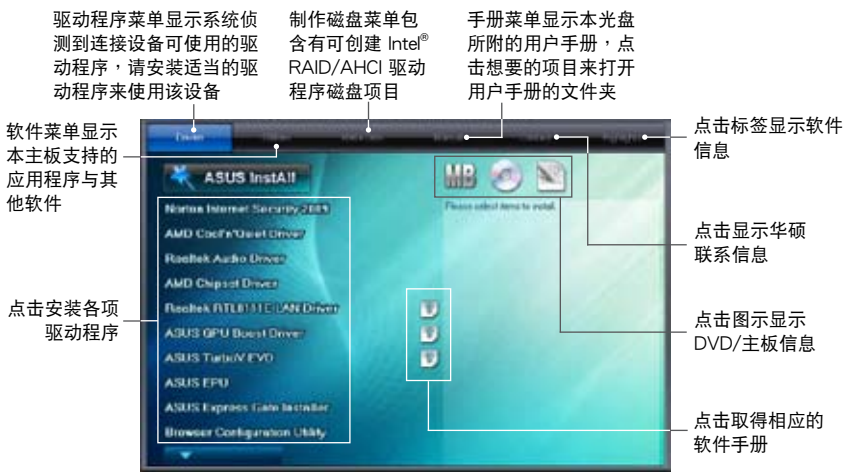 驱动程序菜单显示系统侦
测到连接设备可使用的驱
动程序，请安装适当的驱
动程序来使用该设备
制作磁盘菜单包
含有可创建 Intel®
RAID/AHCI 驱动
程序磁盘项目
手册菜单显示本光盘
所附的用户手册，点
击想要的项目来打开
用户手册的文件夹
软件菜单显示
本主板支持的
应用程序与其
他软件
点击标签显示软件
信息
Drivers
ASUS InstAll
MB
Please select items to install.
Norton Internet Security 2009
AMD Cool'n'Quiet Driver
Realtek Audio Driver
AMD Chipset Driver
Realtek RTL8111E LAN Driver
ASUS GPU Boost Driver
ASUS TurboV EVO
ASUS EPU
ASUS Express Gate Installer
Browser Configuration Utility
点击显示华硕
联系信息
点击安装各项
驱动程序
点击图示显示
DVD/主板信息
点击取得相应的
软件手册